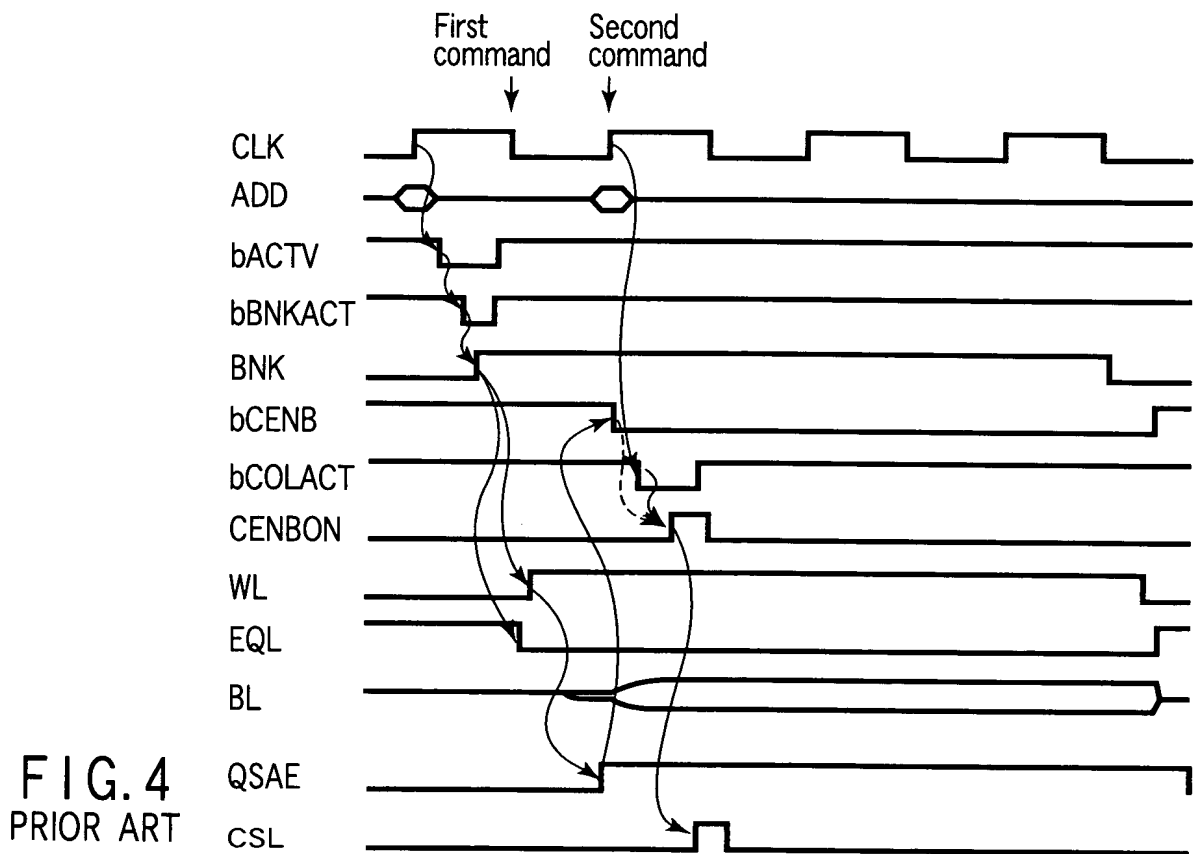 First
command
Second
command
CLK
ADD
bACTV
bBNKACT
BNK
bCENB
bCOLACT
CENBON
WL
EQL
BL
QSAE
CSL
FIG. 4
PRIOR ART